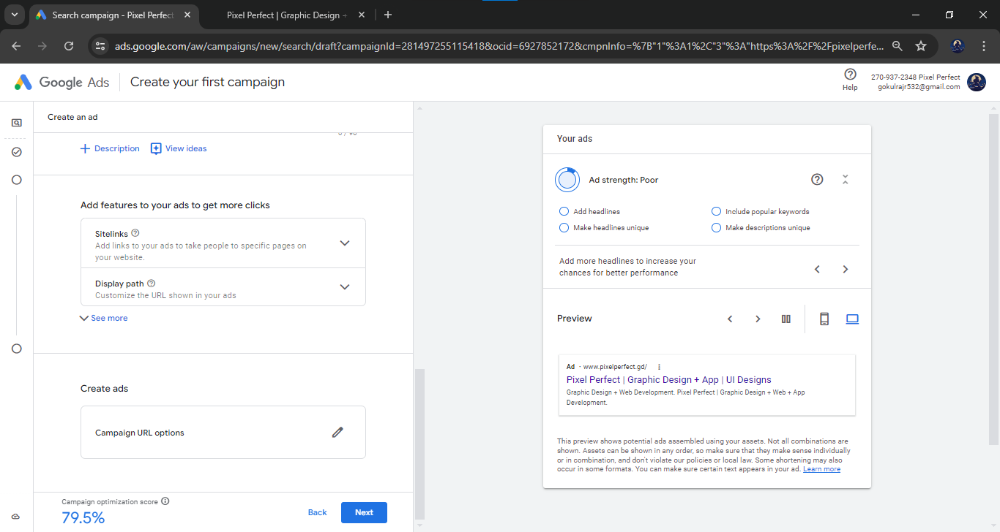 Search campaign - Pixel Perfect
Pixel Perfect | Graphic Design +
ads.google.com/aw/campaigns/new/search/draft?campaignId=281497255115418&ocid=6927852172&cmpnInfo=%7B"1"%3A1%2C"3"%3A"https%3A%2F%2Fpixelperfe...
Google Ads
Create your first campaign
Help
270-937-2348 Pixel Perfect
gokulrajr532@gmail.com
Create an ad
0 / 90
Description
View ideas
Add features to your ads to get more clicks
Sitelinks
Add links to your ads to take people to specific pages on
your website.
Display path
Customize the URL shown in your ads
See more
Create ads
Campaign URL options
Campaign optimization score
79.5%
Back
Next
Your ads
Ad strength: Poor
Add headlines
Include popular keywords
Make headlines unique
Make descriptions unique
Add more headlines to increase your
chances for better performance
Preview
Ad · www.pixelperfect.gd/
Pixel Perfect | Graphic Design + App | UI Designs
Graphic Design + Web Development. Pixel Perfect | Graphic Design + Web + App
Development.
This preview shows potential ads assembled using your assets. Not all combinations are
shown. Assets can be shown in any order, so make sure that they make sense individually
or in combination, and don't violate our policies or local law. Some shortening may also
occur in some formats. You can make sure certain text appears in your ad. Learn more